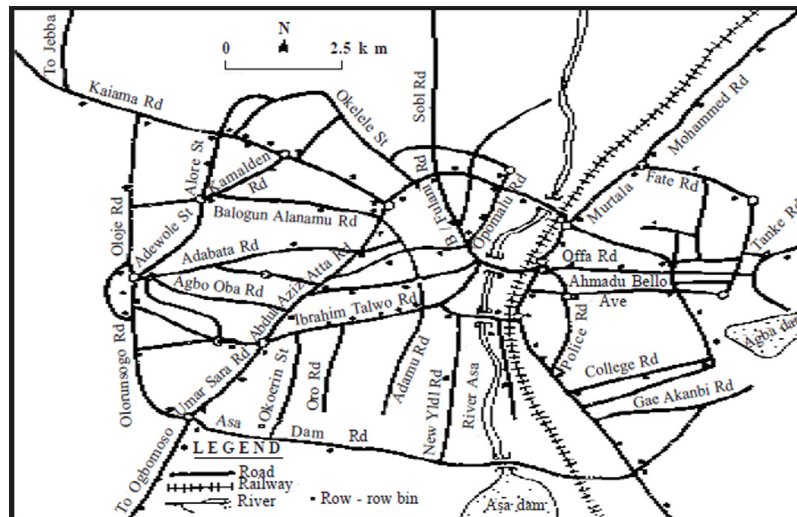 N
0 2.5 k m
To Jebba
Kaiama Rd
Okelele St
Sobl Rd
Mohammed Rd
Murtala
Fate Rd
Tanke Rd
Alore St
Kamalden
Rd
B / Fulani Rd
Opomalu Rd
Oloje Rd
Adewole St
Balogun Alanamu Rd
Adabata Rd
Abdul Aziz Atta Rd
Offa Rd
Ahmadu Bello
Ave
Agbo Oba Rd
Ibrahim Talwo Rd
Police Rd
Agba dam
Olorunsogo Rd
Umar Sara Rd
Okoerin St
Oro Rd
Adamu Rd
New Yldl Rd
River Asa
College Rd
Gae Akanbi Rd
Asa Dam Rd
To Ogbomoso
LEGEND
Road
Railway
River
Row - row bin
Asa dam